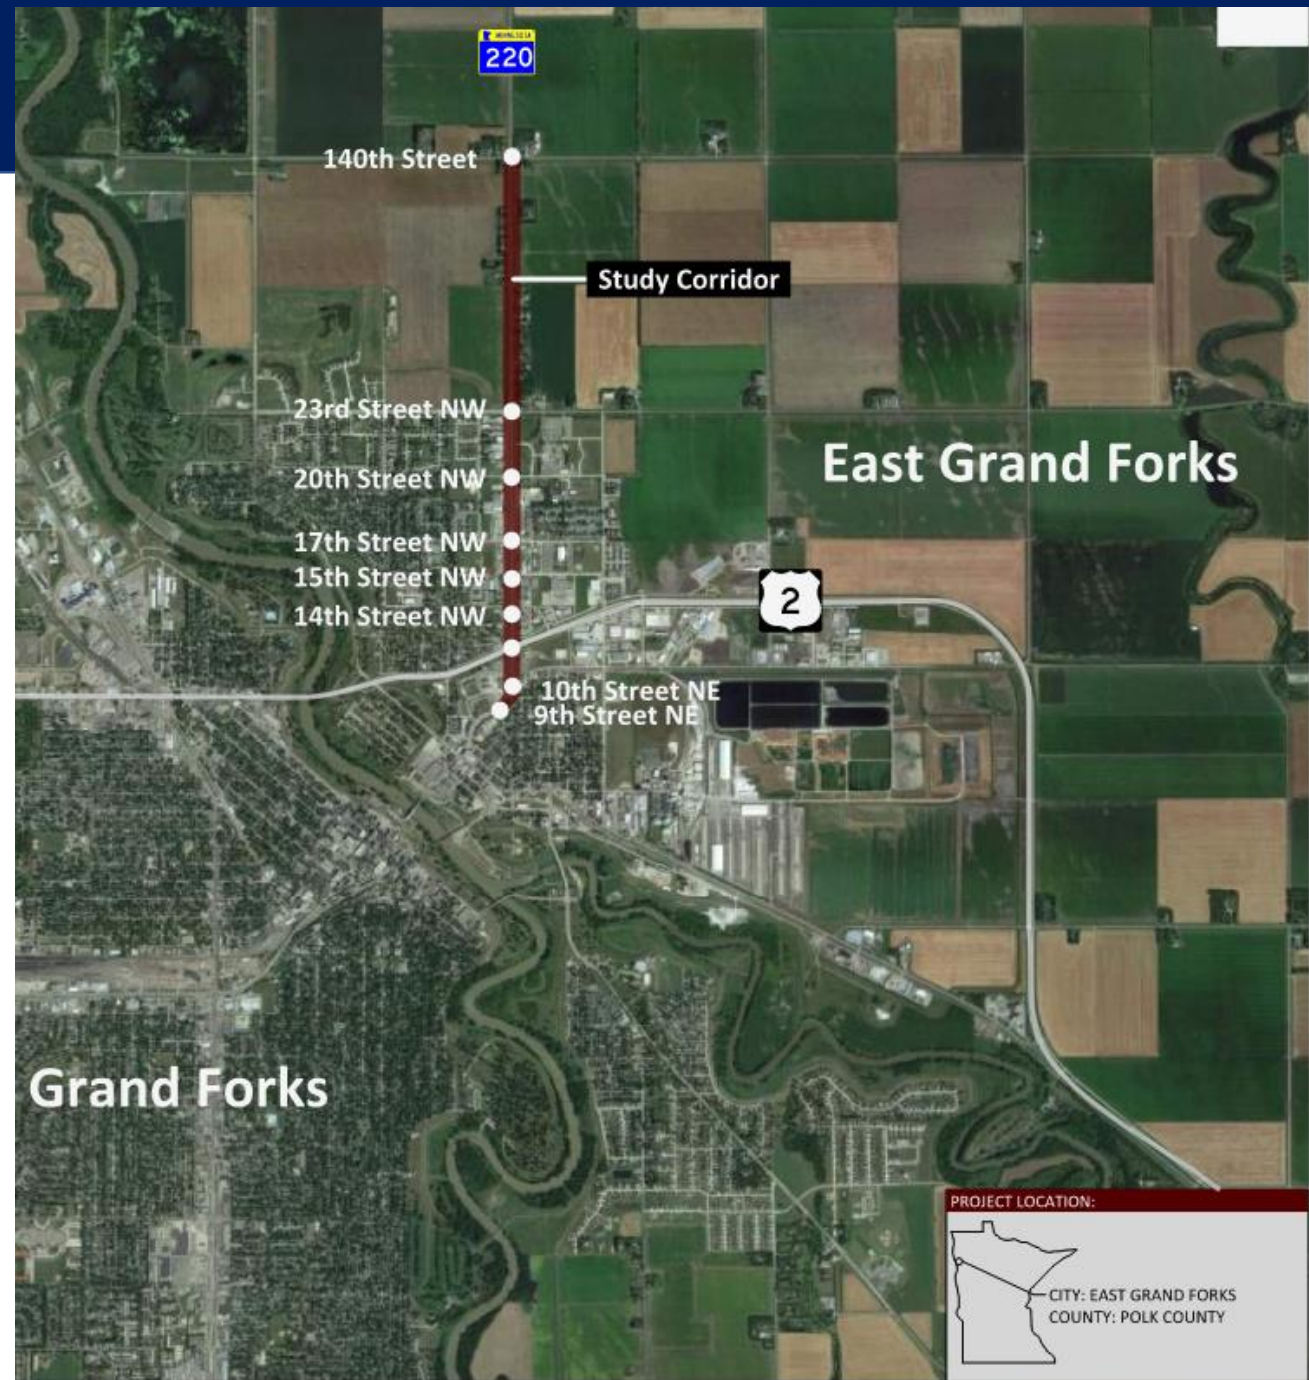 MINNESOTA
220
140th Street
Study Corridor
23rd Street NW
East Grand Forks
20th Street NW
17th Street NW
15th Street NW
2
14th Street NW
10th Street NE
9th Street NE
Grand Forks
PROJECT LOCATION:
CITY: EAST GRAND FORKS
COUNTY: POLK COUNTY